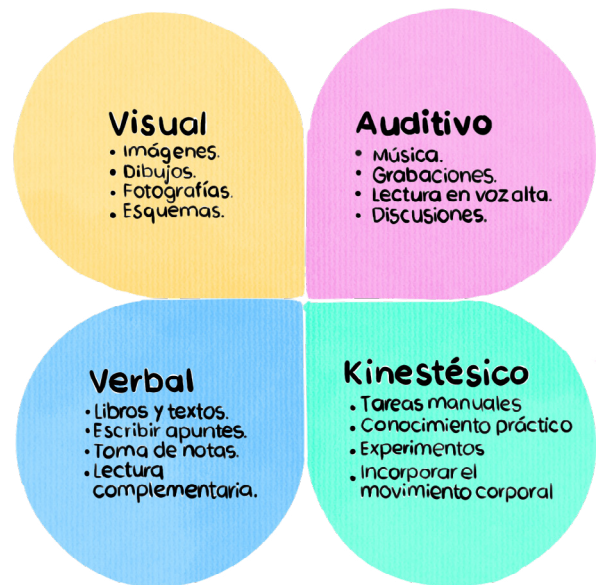 Visual
• Imágenes.
• Dibujos.
• Fotografías.
• Esquemas.
Auditivo
• Música.
• Grabaciones.
• Lectura en voz alta.
• Discusiones.
Verbal
• Libros y textos.
• Escribir apuntes.
• Toma de notas.
• Lectura
complementaria.
Kinestésico
• Tareas manuales
• Conocimiento práctico
• Experimentos
• Incorporar el
movimiento corporal